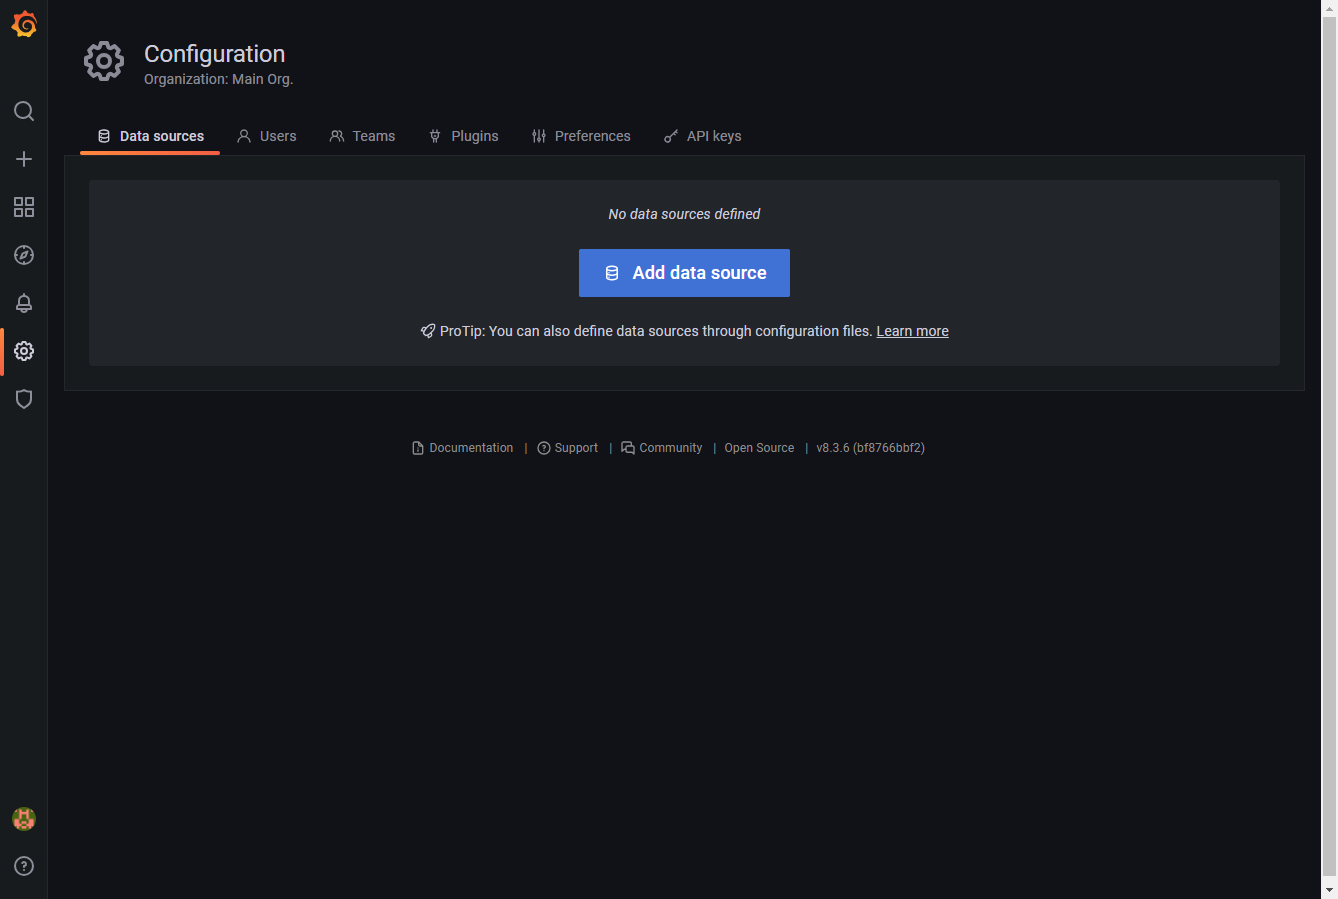 Configuration
Organization: Main Org.
Data sources Users Teams Plugins Preferences API keys
No data sources defined
Add data source
ProTip: You can also define data sources through configuration files. Learn more
Documentation | Support | Community | Open Source | v8.3.6 (bf8766bbf2)